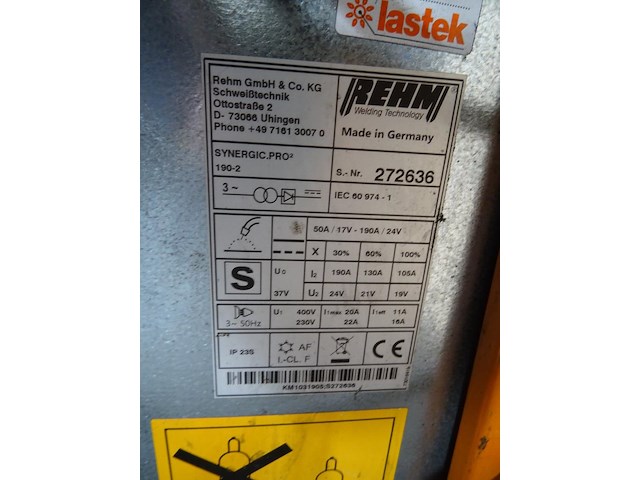 lastek
Rehm GmbH & Co. KG
Schweißtechnik
Ottostraße 2
D- 73066 Uhingen
Phone +49 7161 3007 0
REHM®
Welding Technology
Made in Germany
SYNERGIC.PRO²
190-2
S.- Nr. 272636
3 ~
IEC 60 974 - 1
50A / 17V - 190A / 24V
X 30% 60% 100%
S
U0 I2 190A 130A 105A
37V U2 24V 21V 19V
3~ 50Hz
U1 400V I1max 20A I1eff 11A
230V 22A 16A
IP 23S
AF
I.-CL. F
CE
KM1031905;S272636